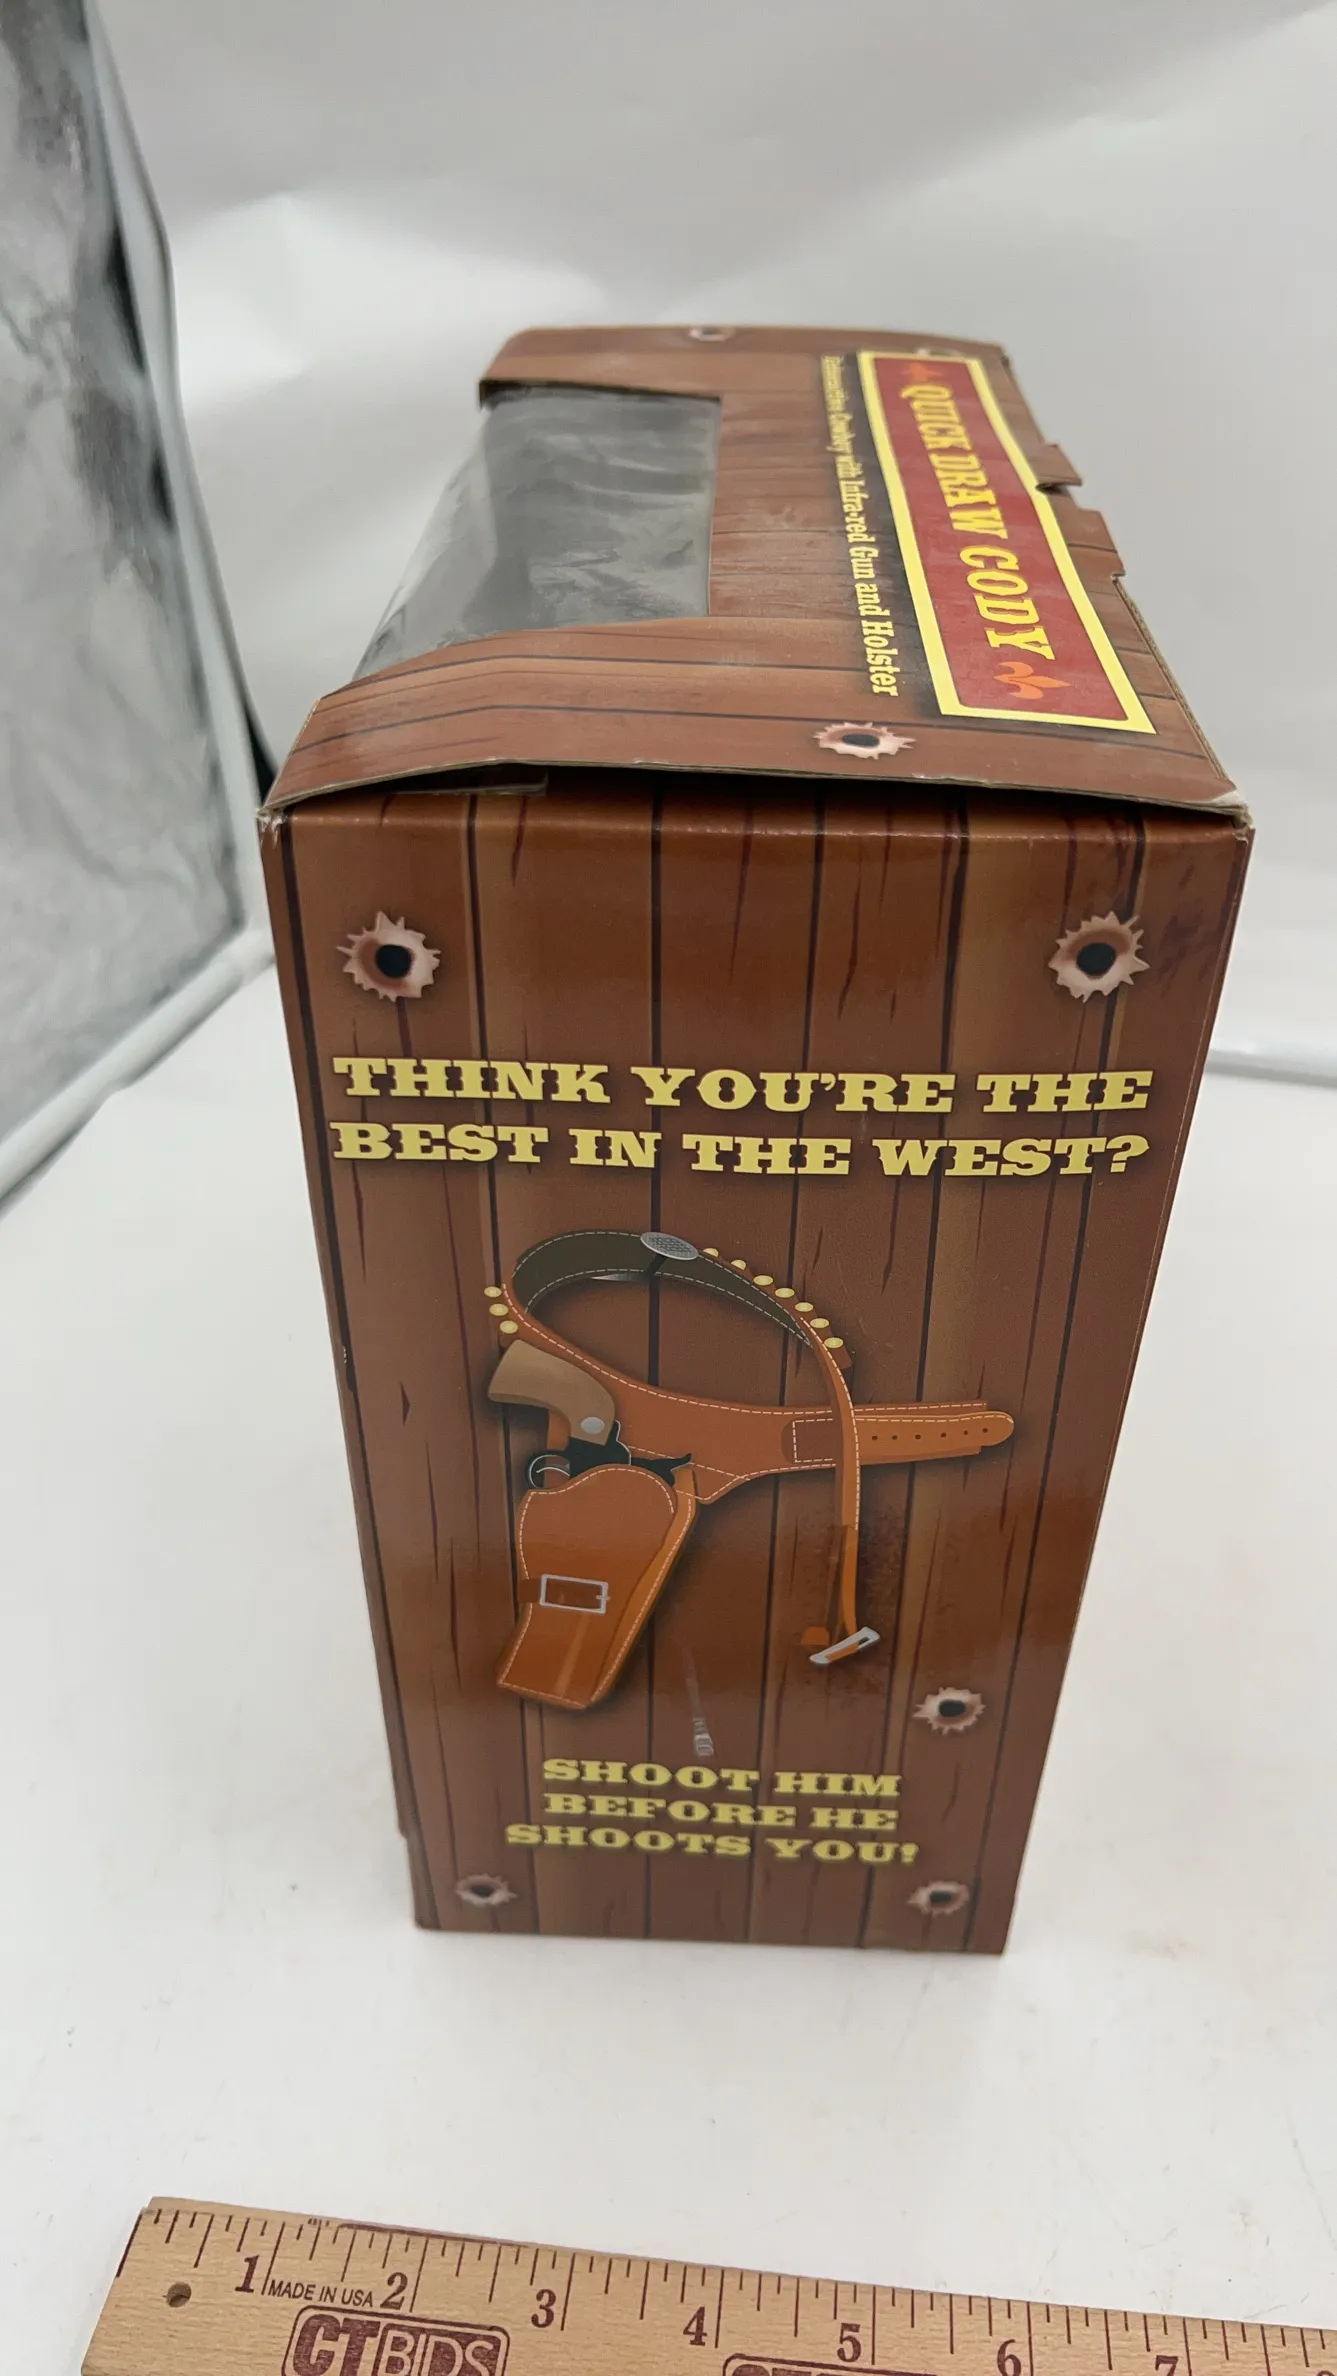 QUICK DRAW CODY
Interactive Cowboy with Infra-red Gun and Holster
THINK YOU'RE THE
BEST IN THE WEST?
SHOOT HIM
BEFORE HE
SHOOTS YOU!
1 MADE IN USA 2 3 4 5 6 7
CTBIDS